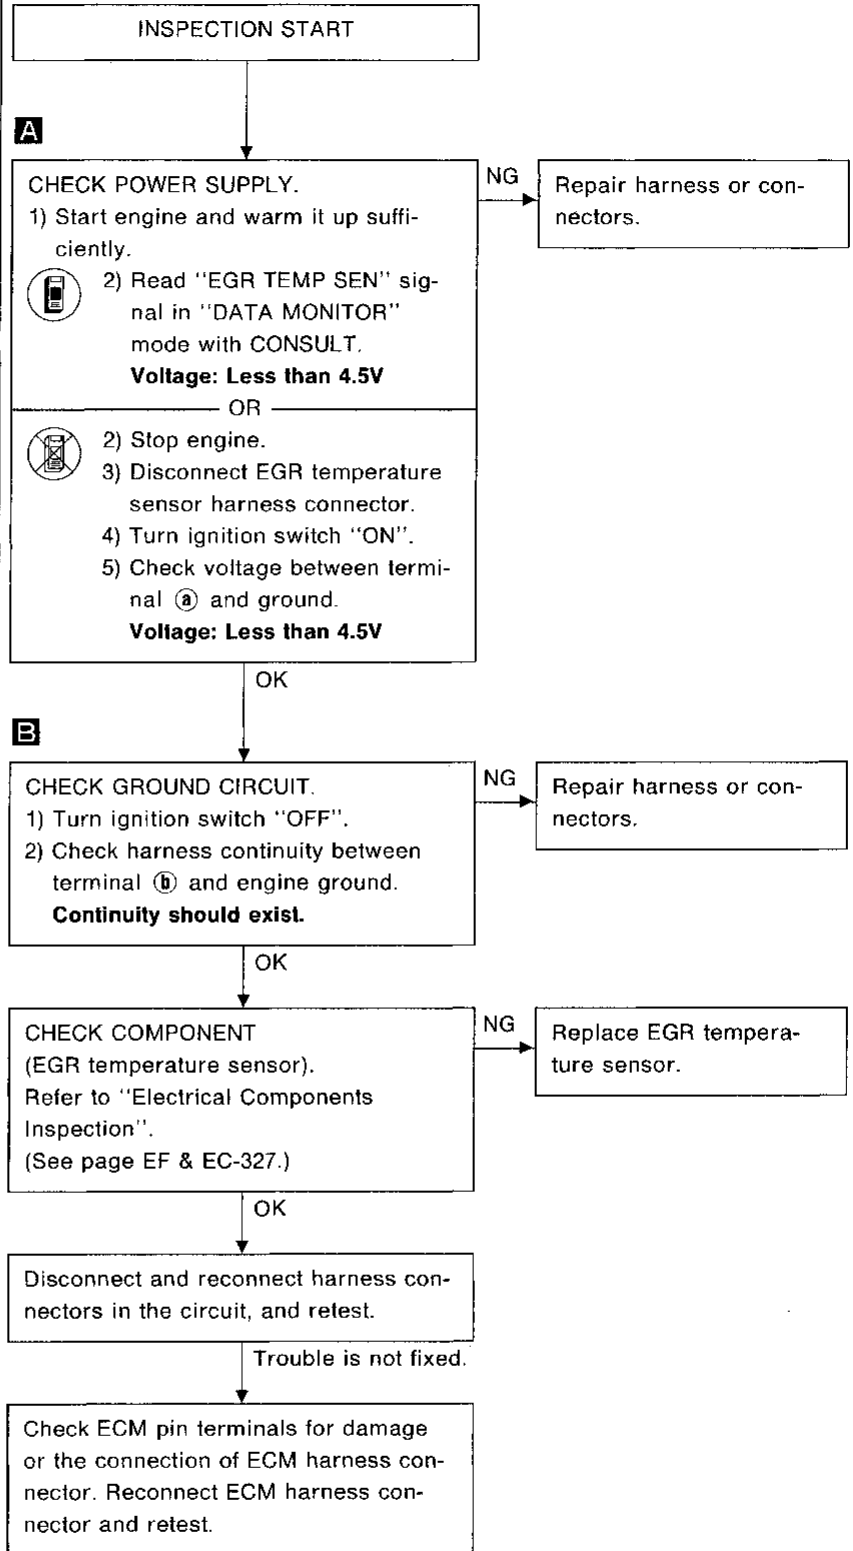 INSPECTION START
A
CHECK POWER SUPPLY.
1) Start engine and warm it up suffi-
ciently.
2) Read "EGR TEMP SEN" sig-
nal in "DATA MONITOR"
mode with CONSULT.
Voltage: Less than 4.5V
OR
2) Stop engine.
3) Disconnect EGR temperature
sensor harness connector.
4) Turn ignition switch "ON".
5) Check voltage between termi-
nal ⓐ and ground.
Voltage: Less than 4.5V
NG
Repair harness or con-
nectors.
OK
B
CHECK GROUND CIRCUIT.
1) Turn ignition switch "OFF".
2) Check harness continuity between
terminal ⓑ and engine ground.
Continuity should exist.
NG
Repair harness or con-
nectors.
OK
CHECK COMPONENT
(EGR temperature sensor).
Refer to "Electrical Components
Inspection".
(See page EF & EC-327.)
NG
Replace EGR tempera-
ture sensor.
OK
Disconnect and reconnect harness con-
nectors in the circuit, and retest.
Trouble is not fixed.
Check ECM pin terminals for damage
or the connection of ECM harness con-
nector. Reconnect ECM harness con-
nector and retest.